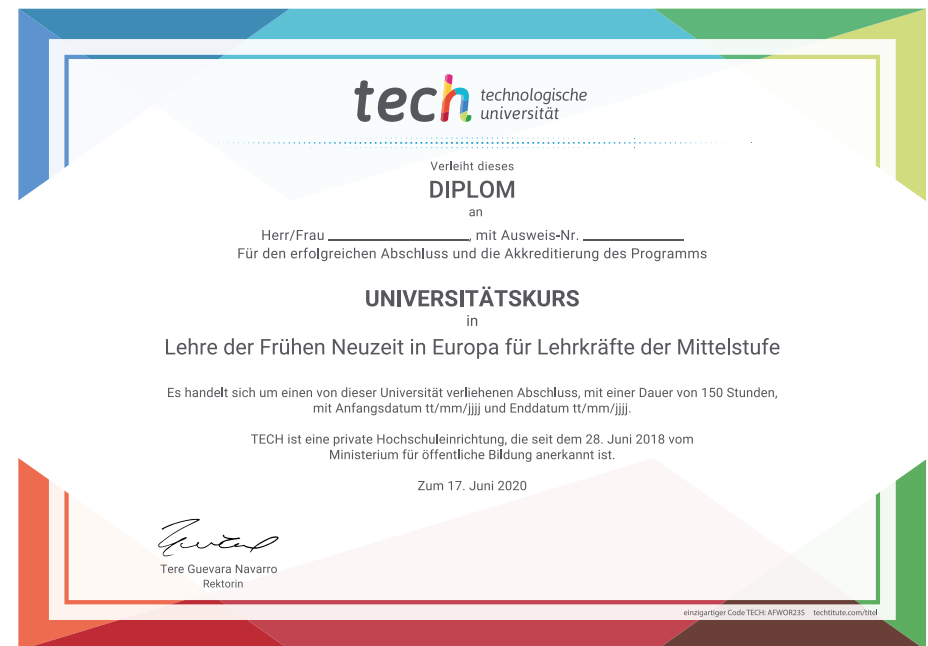 tech technologische
universität
Verleiht dieses
DIPLOM
an
Herr/Frau ____________________, mit Ausweis-Nr. ______________
Für den erfolgreichen Abschluss und die Akkreditierung des Programms
UNIVERSITÄTSKURS
in
Lehre der Frühen Neuzeit in Europa für Lehrkräfte der Mittelstufe
Es handelt sich um einen von dieser Universität verliehenen Abschluss, mit einer Dauer von 150 Stunden,
mit Anfangsdatum tt/mm/jjjj und Enddatum tt/mm/jjjj.
TECH ist eine private Hochschuleinrichtung, die seit dem 28. Juni 2018 vom
Ministerium für öffentliche Bildung anerkannt ist.
Zum 17. Juni 2020
Tere Guevara Navarro
Rektorin
einzigartiger Code TECH: AFWOR23S techtitute.com/titel